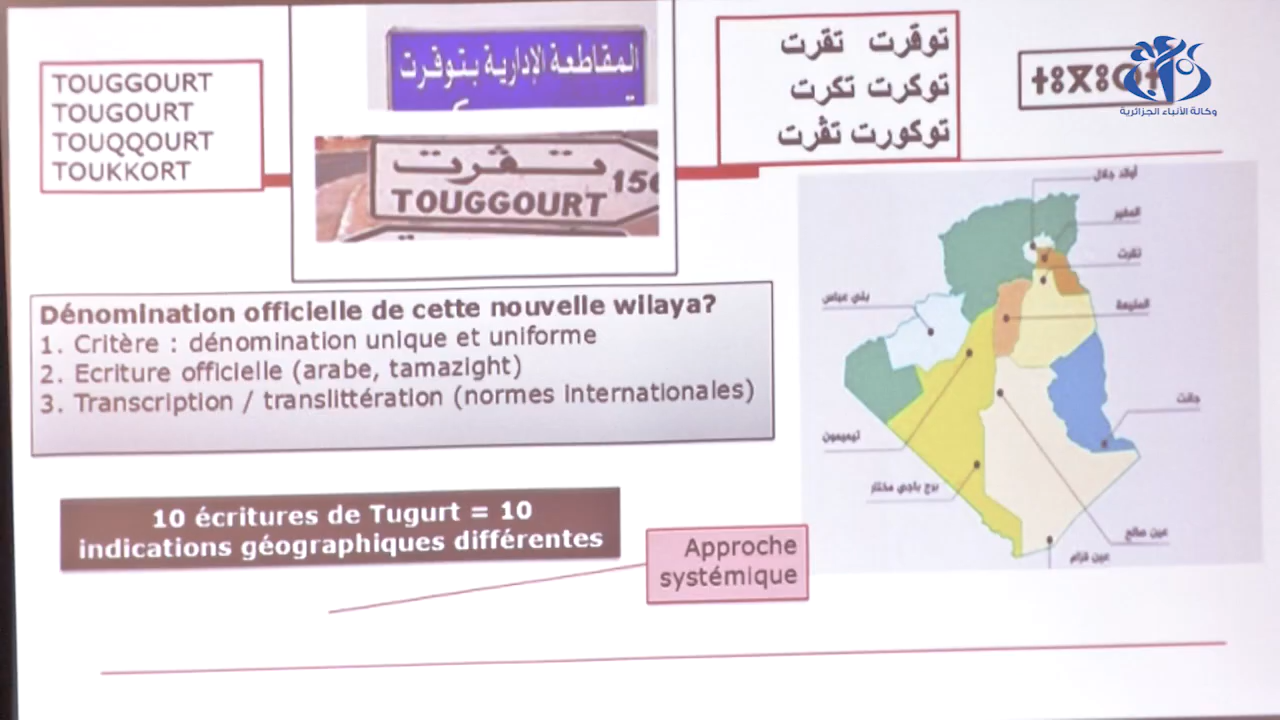 TOUGGOURT
TOUGOURT
TOUQQOURT
TOUKKORT
المقاطعة الإدارية بتوقرت
تڤرت
TOUGGOURT
156
توقرت تقرت
توكرت تكرت
توكورت تڤرت
ⵜⵓⴳⵓⵔⵜ
وكالة الأنباء الجزائرية
Dénomination officielle de cette nouvelle wilaya?
1. Critère : dénomination unique et uniforme
2. Ecriture officielle (arabe, tamazight)
3. Transcription / translittération (normes internationales)
10 écritures de Tugurt = 10
indications géographiques différentes
Approche
systémique
أولاد جلال
المغير
تقرت
المنيعة
بني عباس
جانت
تيميمون
برج باجي مختار
عين صالح
عين قزام